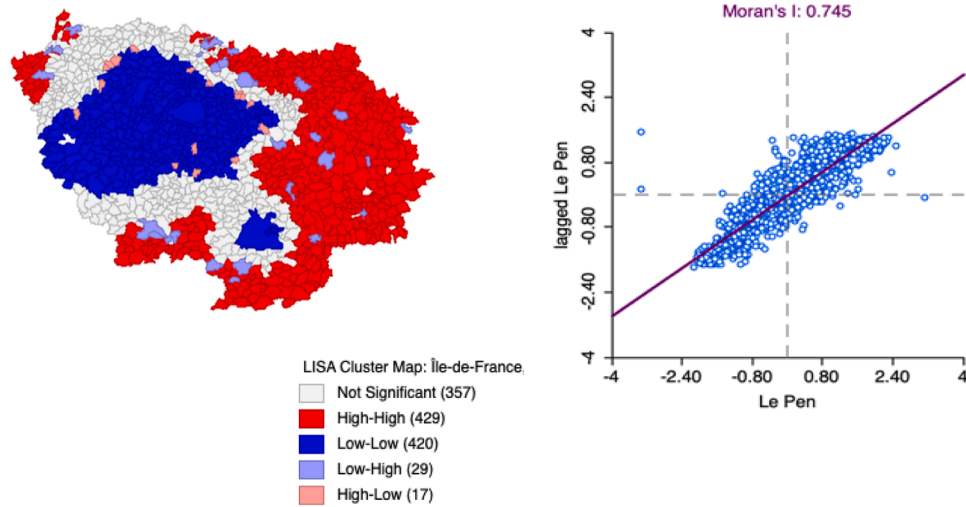 LISA Cluster Map: Île-de-France,
Not Significant (357)
High-High (429)
Low-Low (420)
Low-High (29)
High-Low (17)
Moran's I: 0.745
4
2.40
0.80
-0.80
-2.40
-4
lagged Le Pen
-4 -2.40 -0.80 0.80 2.40 4
Le Pen